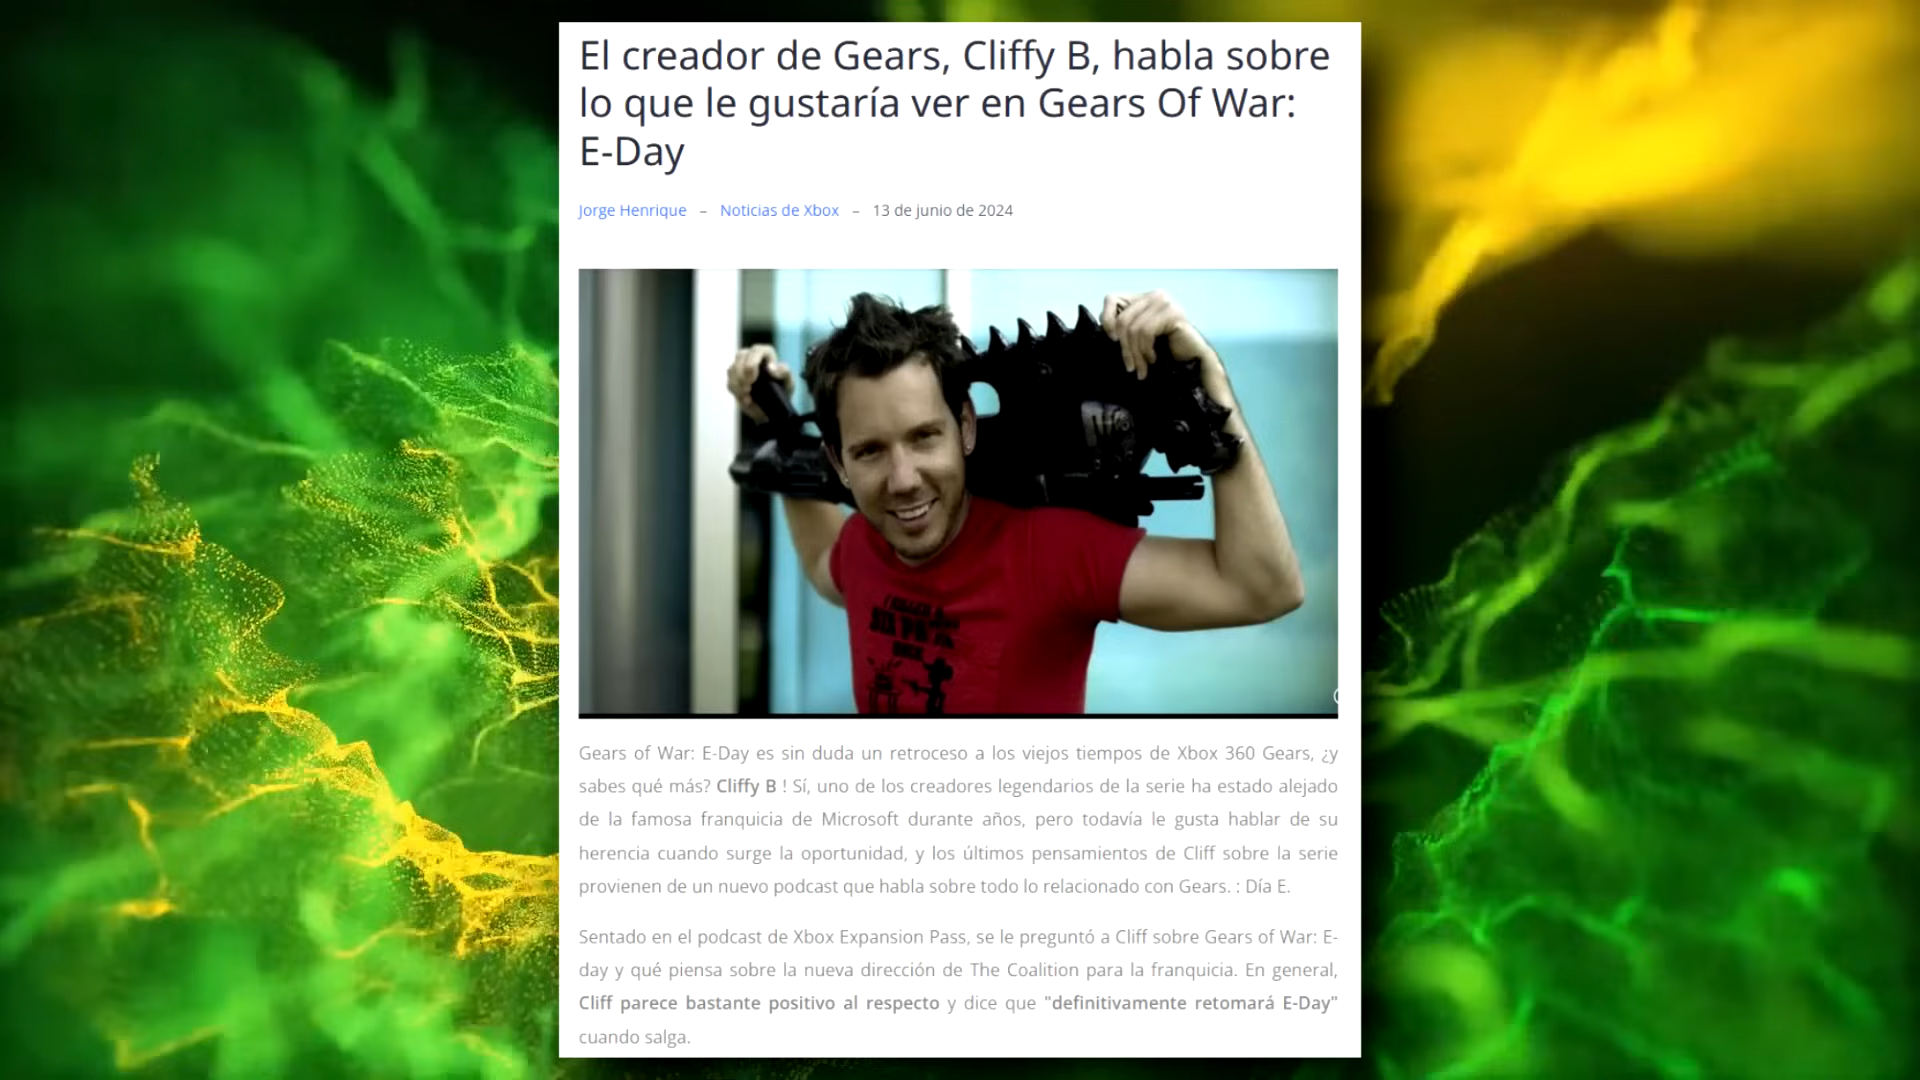 El creador de Gears, Cliffy B, habla sobre
lo que le gustaría ver en Gears Of War:
E-Day
Jorge Henrique – Noticias de Xbox – 13 de junio de 2024
Gears of War: E-Day es sin duda un retroceso a los viejos tiempos de Xbox 360 Gears, ¿y
sabes qué más? Cliffy B ! Sí, uno de los creadores legendarios de la serie ha estado alejado
de la famosa franquicia de Microsoft durante años, pero todavía le gusta hablar de su
herencia cuando surge la oportunidad, y los últimos pensamientos de Cliff sobre la serie
provienen de un nuevo podcast que habla sobre todo lo relacionado con Gears. : Día E.
Sentado en el podcast de Xbox Expansion Pass, se le preguntó a Cliff sobre Gears of War: E-
day y qué piensa sobre la nueva dirección de The Coalition para la franquicia. En general,
Cliff parece bastante positivo al respecto y dice que "definitivamente retomará E-Day"
cuando salga.